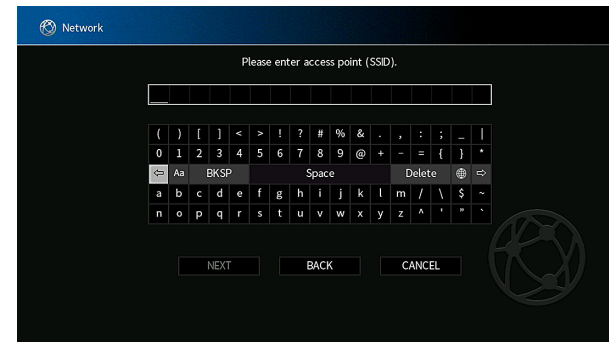 Network
Please enter access point (SSID).
( ) [ ] < > ! ? # % & . , : ; _ |
0 1 2 3 4 5 6 7 8 9 @ + - = { } *
⇦ Aa BKSP Space Delete 🌐 ⇨
a b c d e f g h i j k l m / \ $ ~
n o p q r s t u v w x y z ^ ' " `
NEXT BACK CANCEL